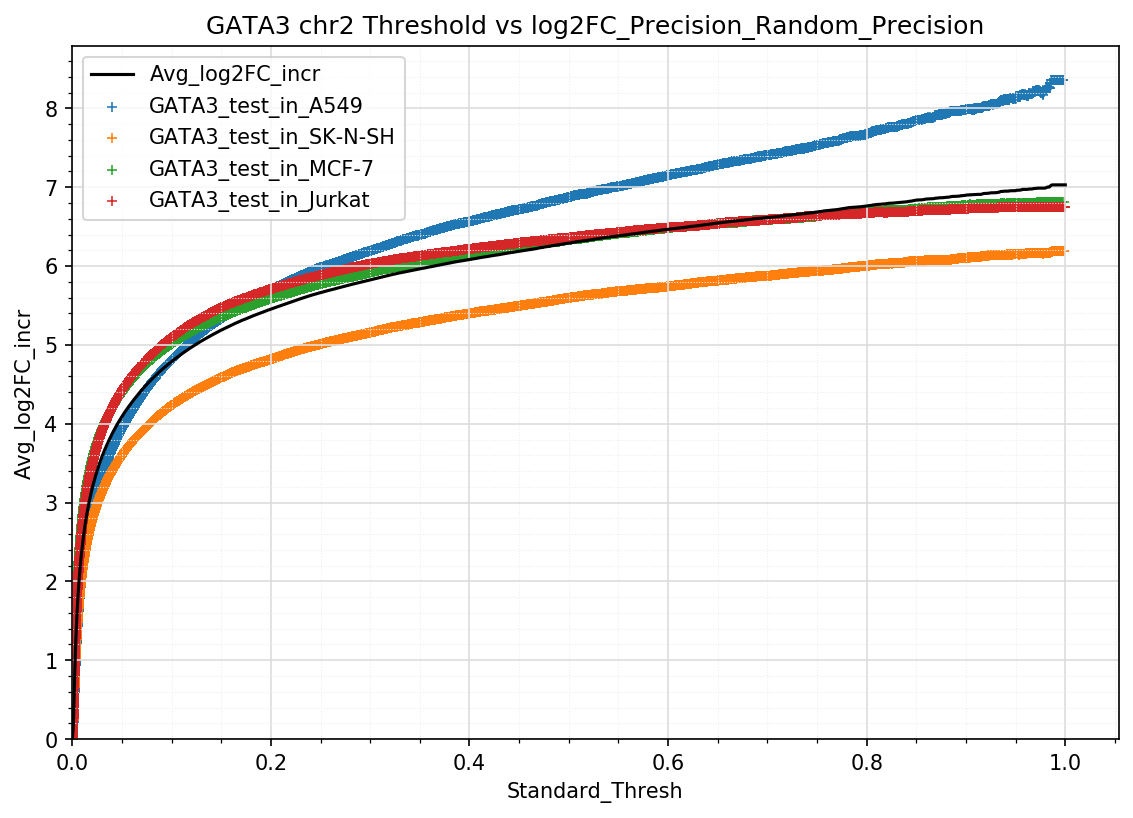 GATA3 chr2 Threshold vs log2FC_Precision_Random_Precision
Avg_log2FC_incr
GATA3_test_in_A549
GATA3_test_in_SK-N-SH
GATA3_test_in_MCF-7
GATA3_test_in_Jurkat
Avg_log2FC_incr
8
7
6
5
4
3
2
1
0
0.0 0.2 0.4 0.6 0.8 1.0
Standard_Thresh